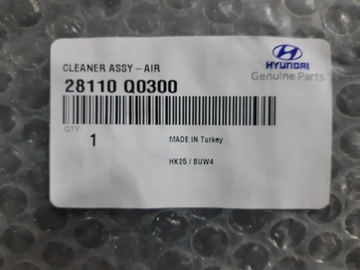 CLEANER ASSY-AIR
28110 Q0300
HYUNDAI
Genuine Parts
QTY:
1
MADE IN Turkey
HK25 / BUW4